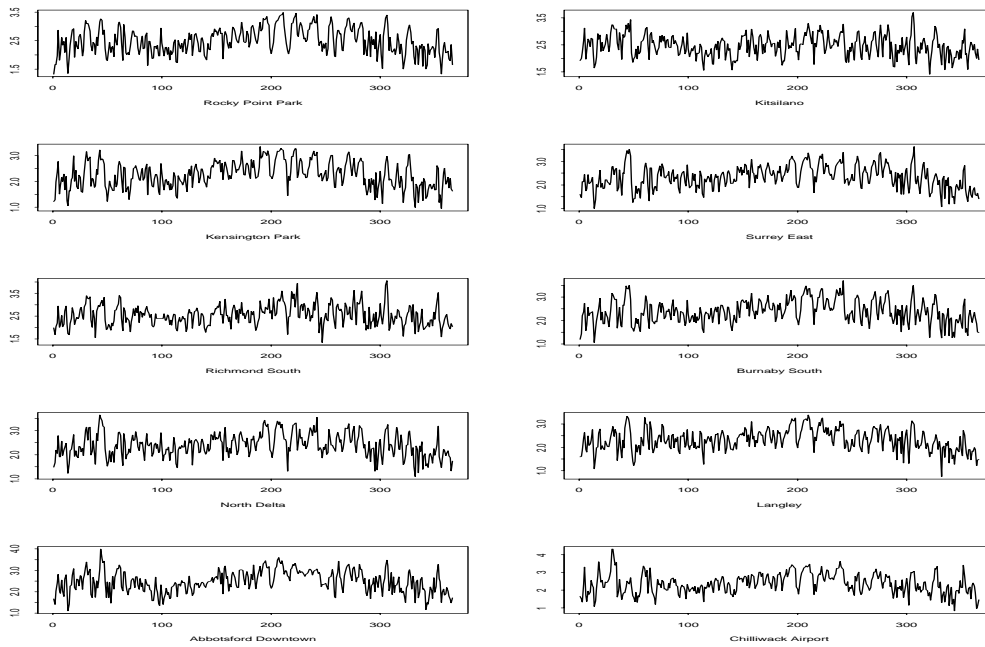 3.5
2.5
1.5
0 100 200 300
Rocky Point Park
3.5
2.5
1.5
0 100 200 300
Kitsilano
3.0
2.0
1.0
0 100 200 300
Kensington Park
3.0
2.0
1.0
0 100 200 300
Surrey East
3.5
2.5
1.5
0 100 200 300
Richmond South
3.0
2.0
1.0
0 100 200 300
Burnaby South
3.0
2.0
1.0
0 100 200 300
North Delta
3.0
2.0
1.0
0 100 200 300
Langley
4.0
3.0
2.0
1.0
0 100 200 300
Abbotsford Downtown
4
3
2
1
0 100 200 300
Chilliwack Airport